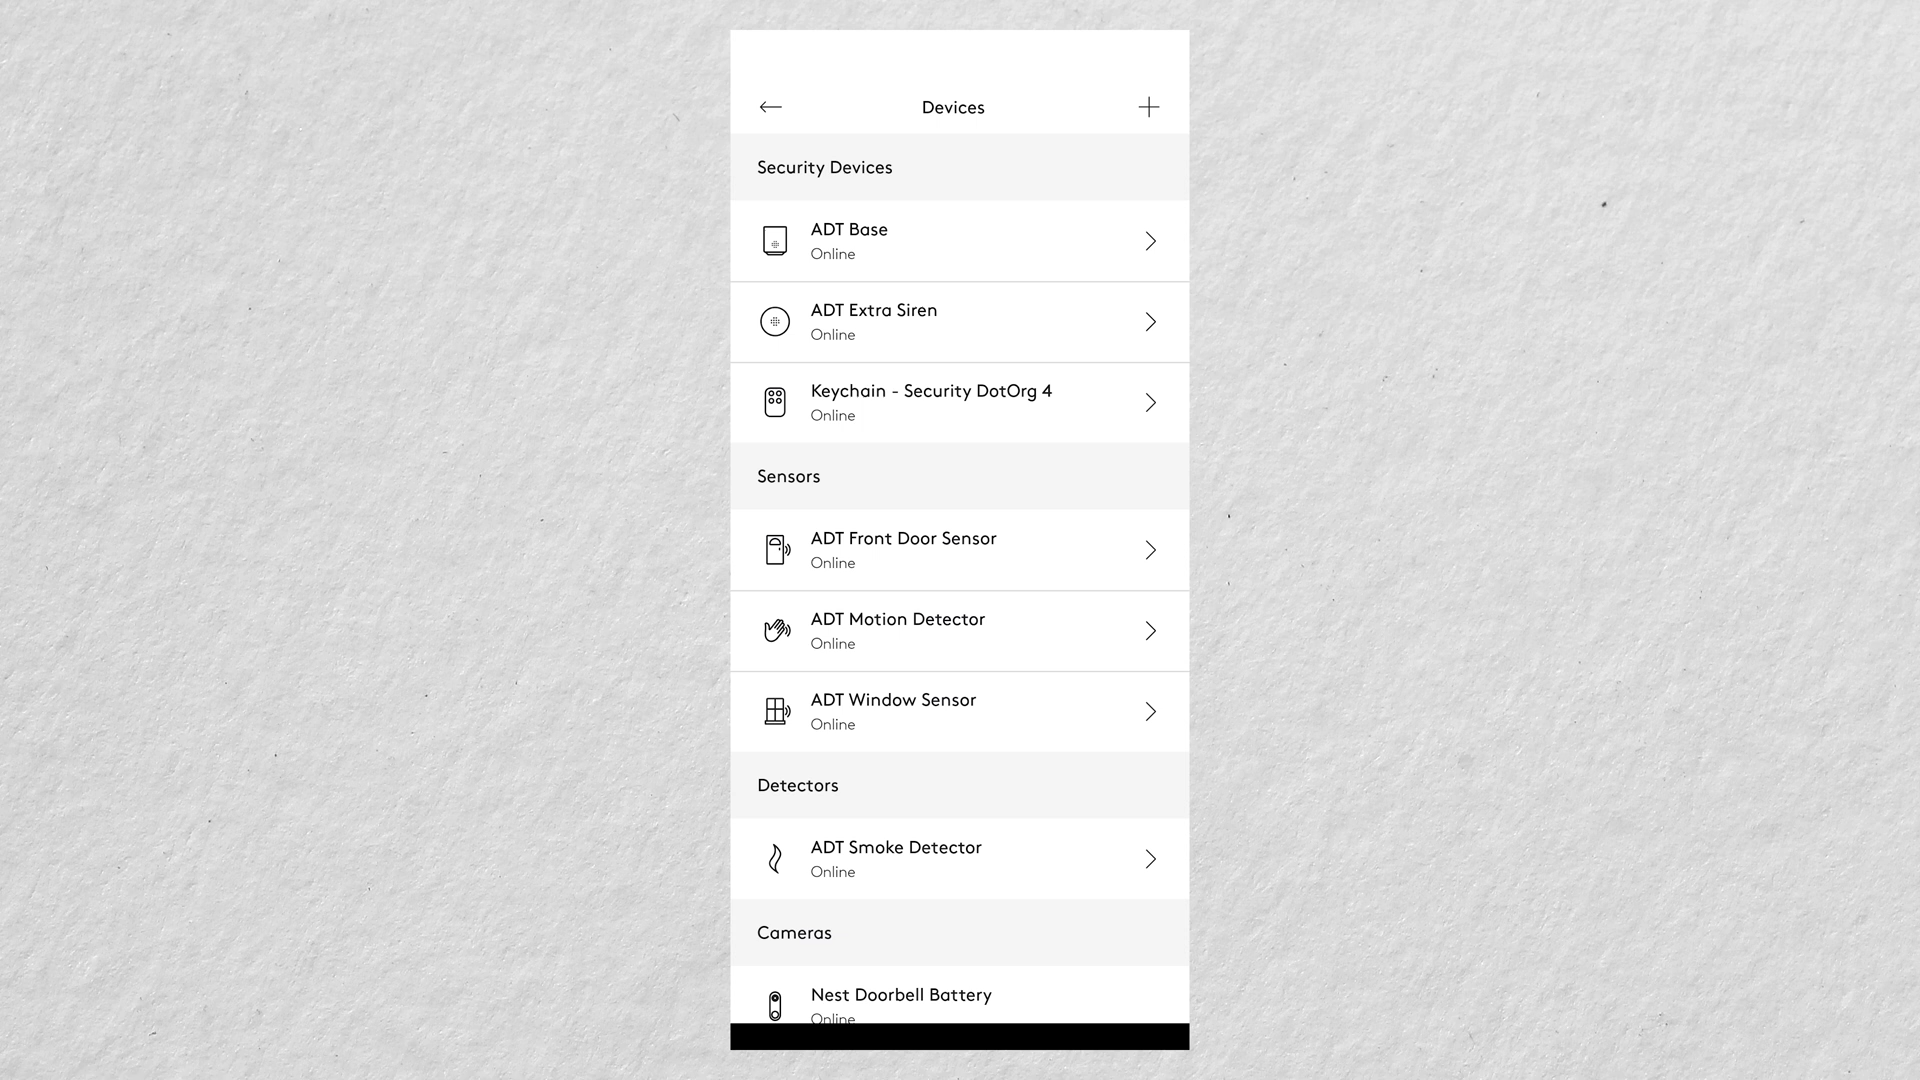 Devices
Security Devices
ADT Base
Online
ADT Extra Siren
Online
Keychain - Security DotOrg 4
Online
Sensors
ADT Front Door Sensor
Online
ADT Motion Detector
Online
ADT Window Sensor
Online
Detectors
ADT Smoke Detector
Online
Cameras
Nest Doorbell Battery
Online